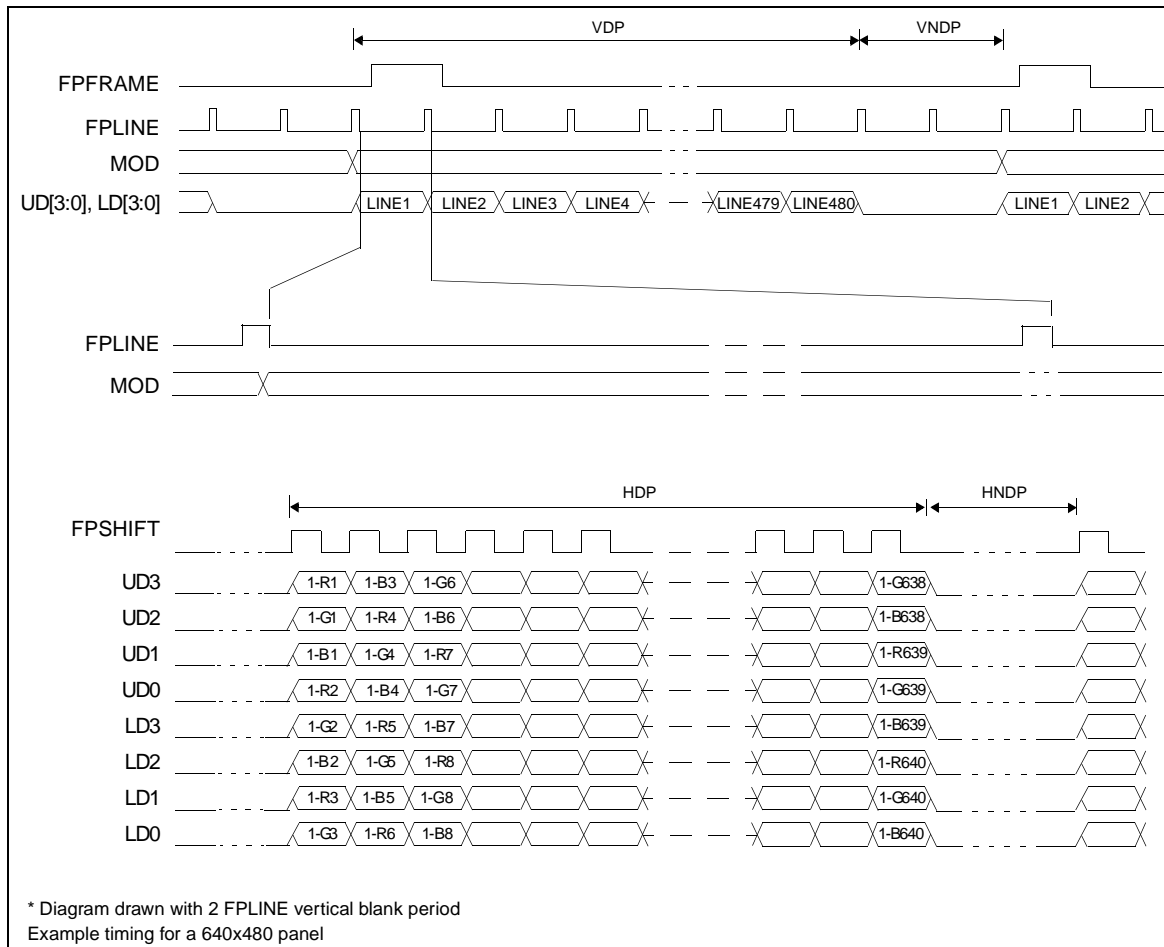 VDP VNDP
FPFRAME
FPLINE
MOD
UD[3:0], LD[3:0] LINE1 LINE2 LINE3 LINE4 LINE479 LINE480 LINE1 LINE2
FPLINE
MOD
HDP HNDP
FPSHIFT
UD3 1-R1 1-B3 1-G6 1-G638
UD2 1-G1 1-R4 1-B6 1-B638
UD1 1-B1 1-G4 1-R7 1-R639
UD0 1-R2 1-B4 1-G7 1-G639
LD3 1-G2 1-R5 1-B7 1-B639
LD2 1-B2 1-G5 1-R8 1-R640
LD1 1-R3 1-B5 1-G8 1-G640
LD0 1-G3 1-R6 1-B8 1-B640
* Diagram drawn with 2 FPLINE vertical blank period
Example timing for a 640x480 panel